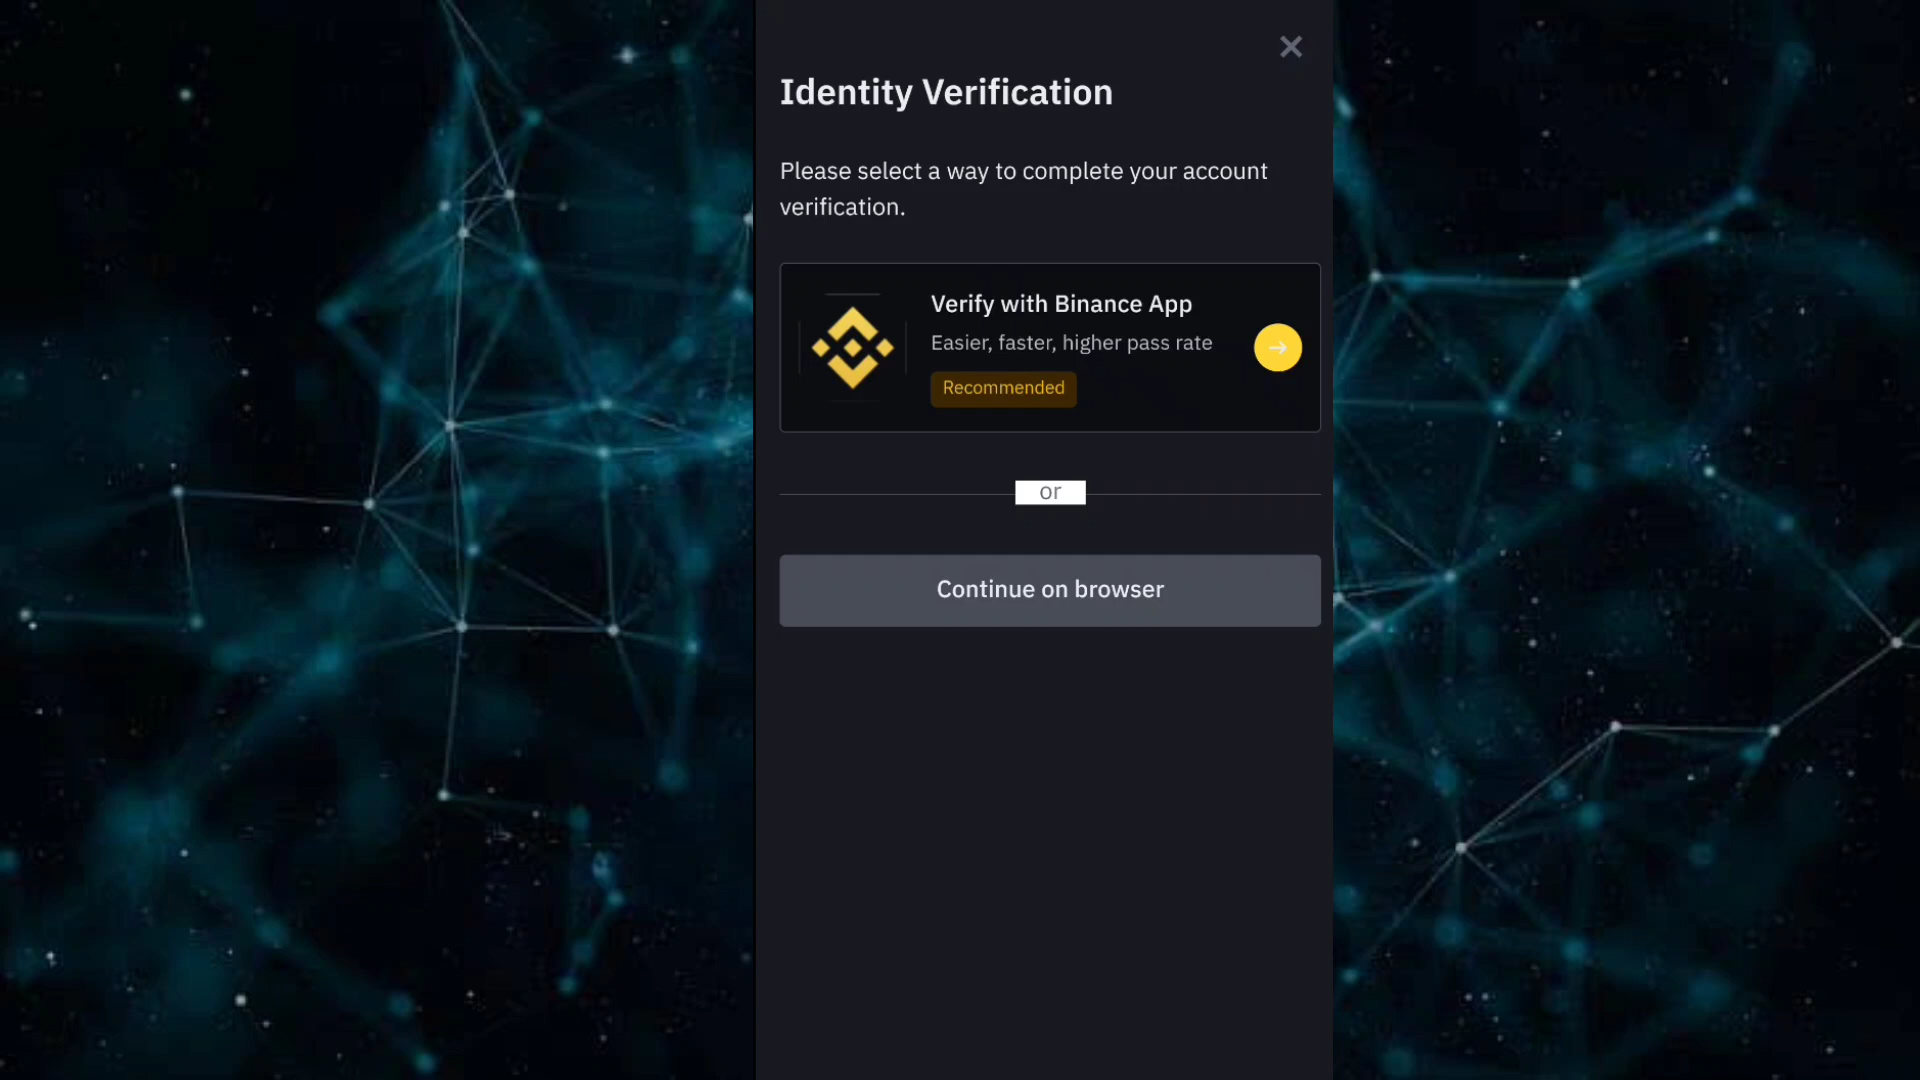 Identity Verification
Please select a way to complete your account
verification.
Verify with Binance App
Easier, faster, higher pass rate
Recommended
or
Continue on browser